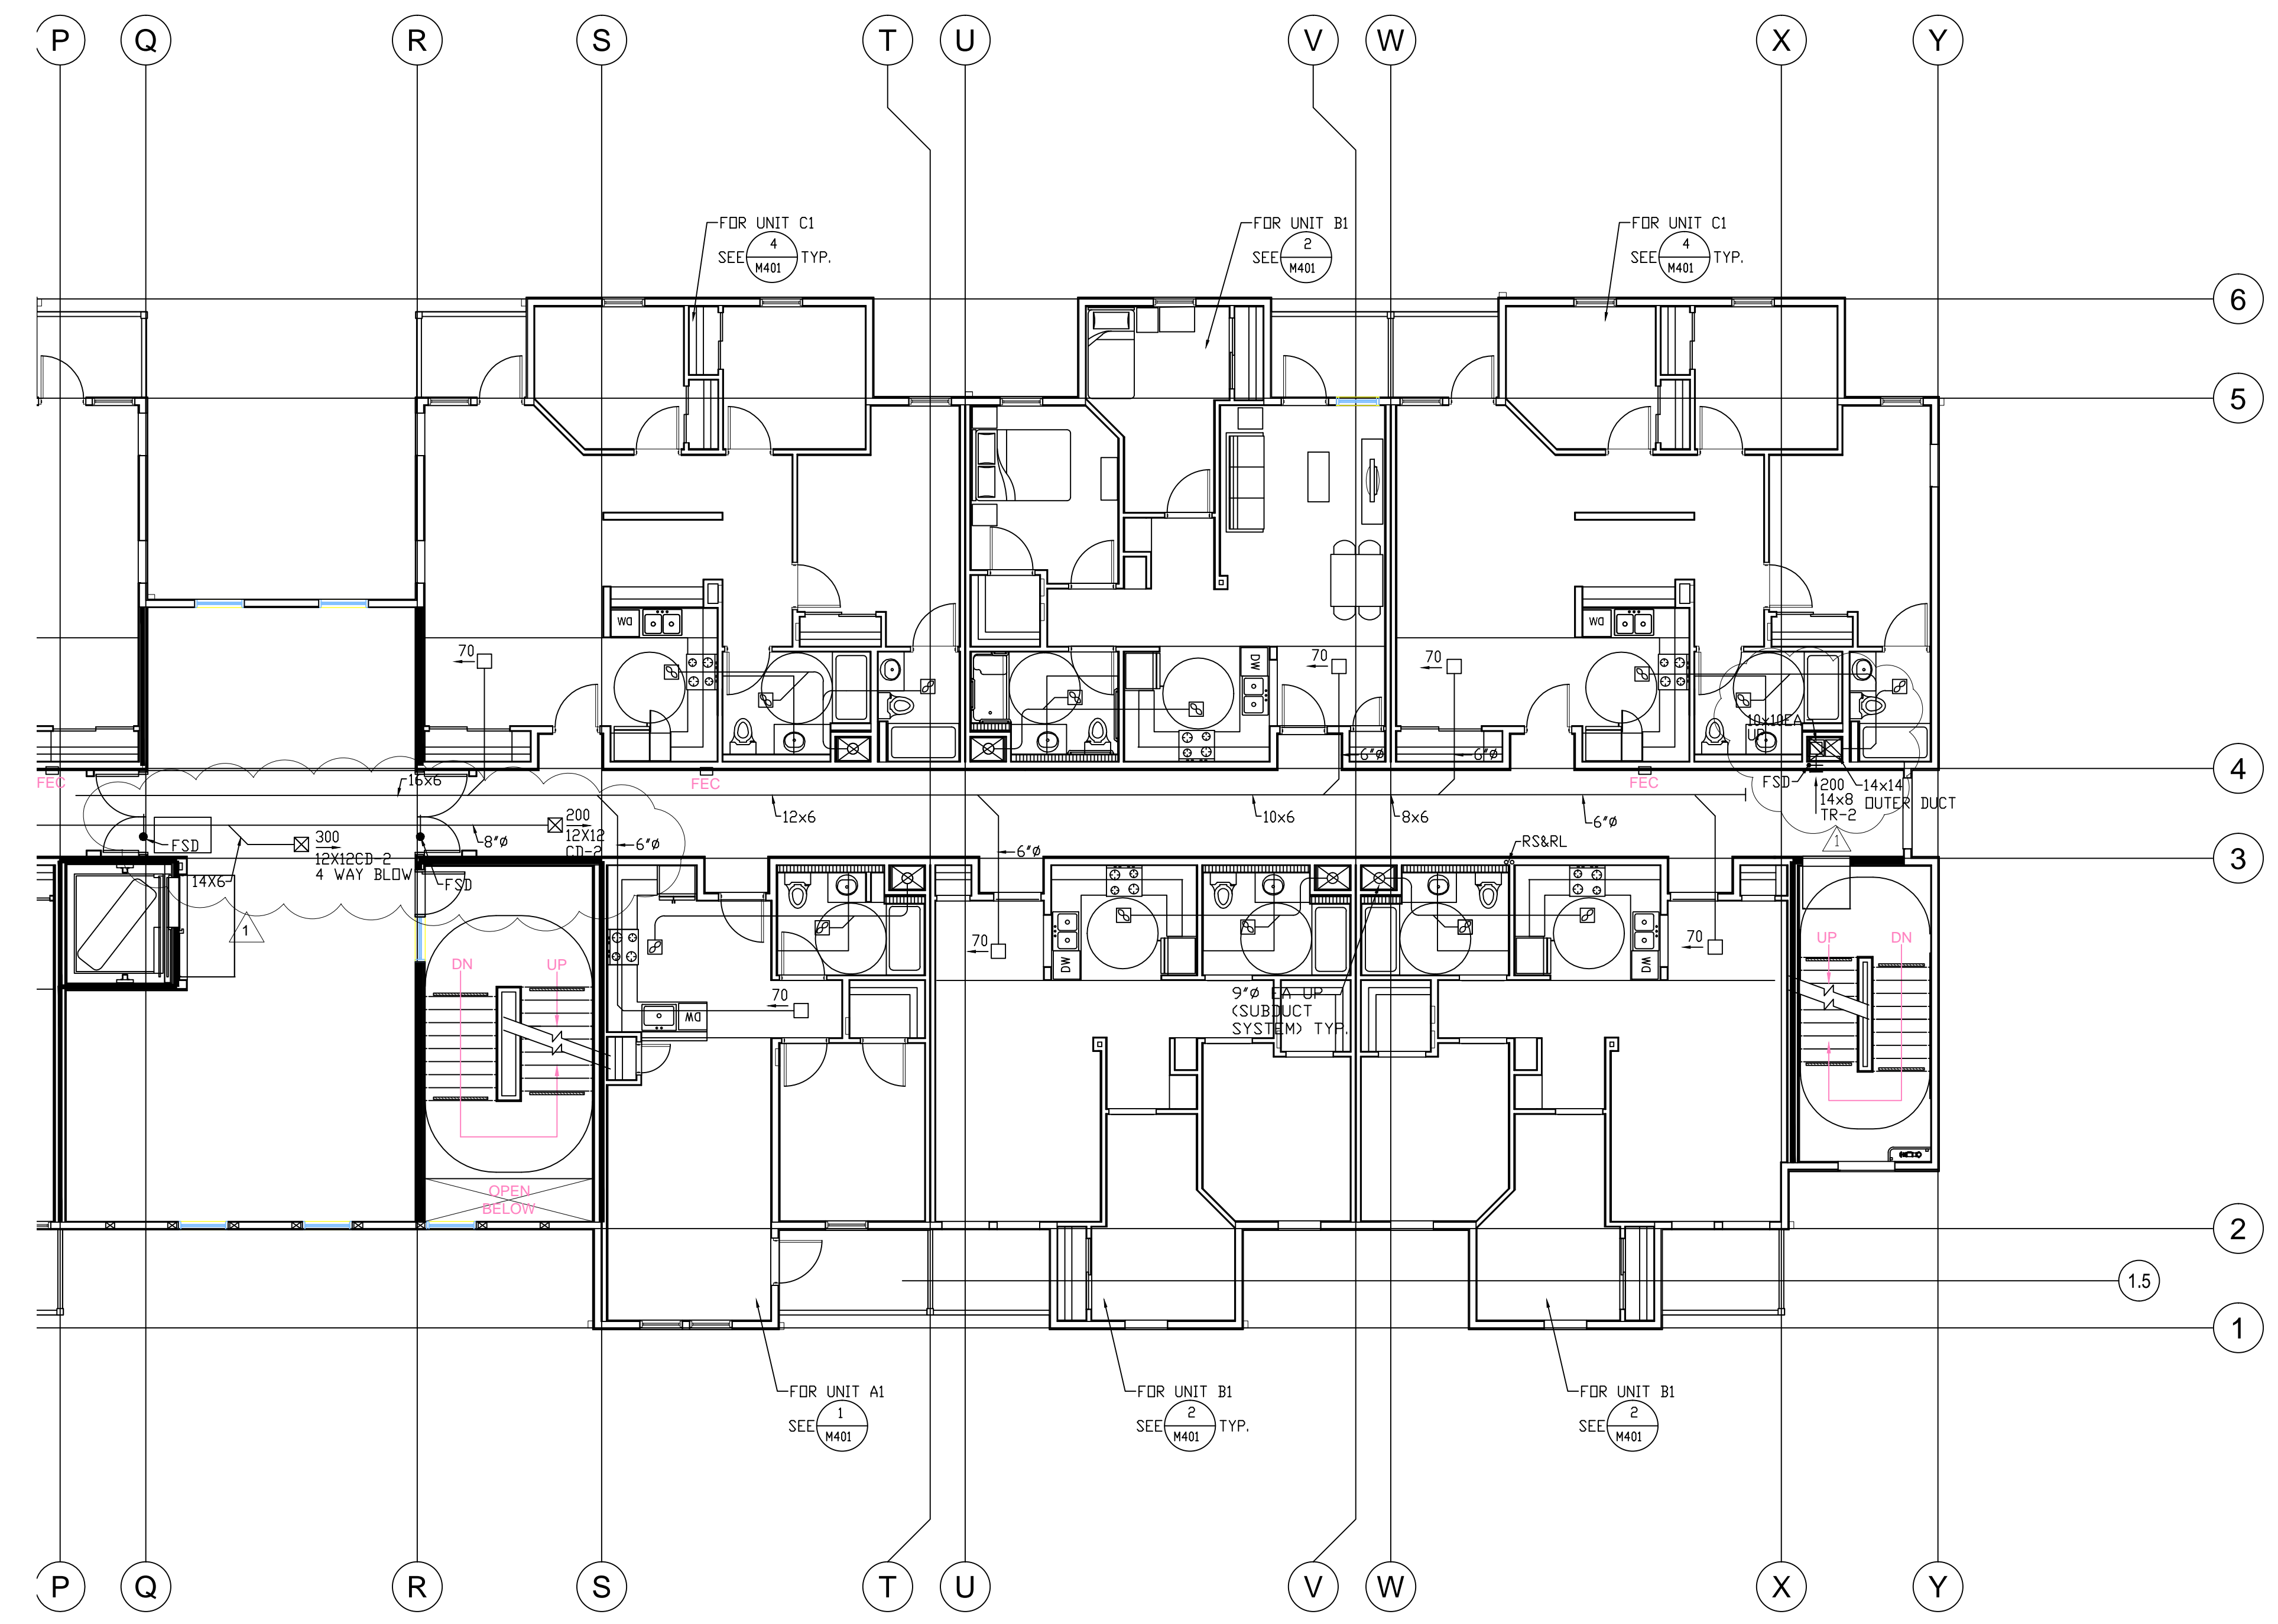 P Q R S T U V W X Y
FOR UNIT C1
4
SEE TYP.
M401
FOR UNIT B1
2
SEE
M401
FOR UNIT C1
4
SEE TYP.
M401
6
5
DW
DW
70
DW
70
70
10x10EA
UP
6"Ø
6"Ø
FEC
FEC
FEC
4
16x6
12x6
10x6
8x6
6"Ø
FSD
200
14x8
TR-2
14x14
OUTER DUCT
1
FSD
300
12X12CD-2
4 WAY BLOW
8"Ø
200
12X12
CD-2
6"Ø
6"Ø
RS&RL
14X6
FSD
3
1
70
70
DW
DW
DN
UP
UP
DN
70
DW
9"Ø EA UP
(SUBDUCT
SYSTEM) TYP.
OPEN
BELOW
2
1.5
1
FOR UNIT A1
1
SEE
M401
FOR UNIT B1
2
SEE TYP.
M401
FOR UNIT B1
2
SEE
M401
P Q R S T U V W X Y